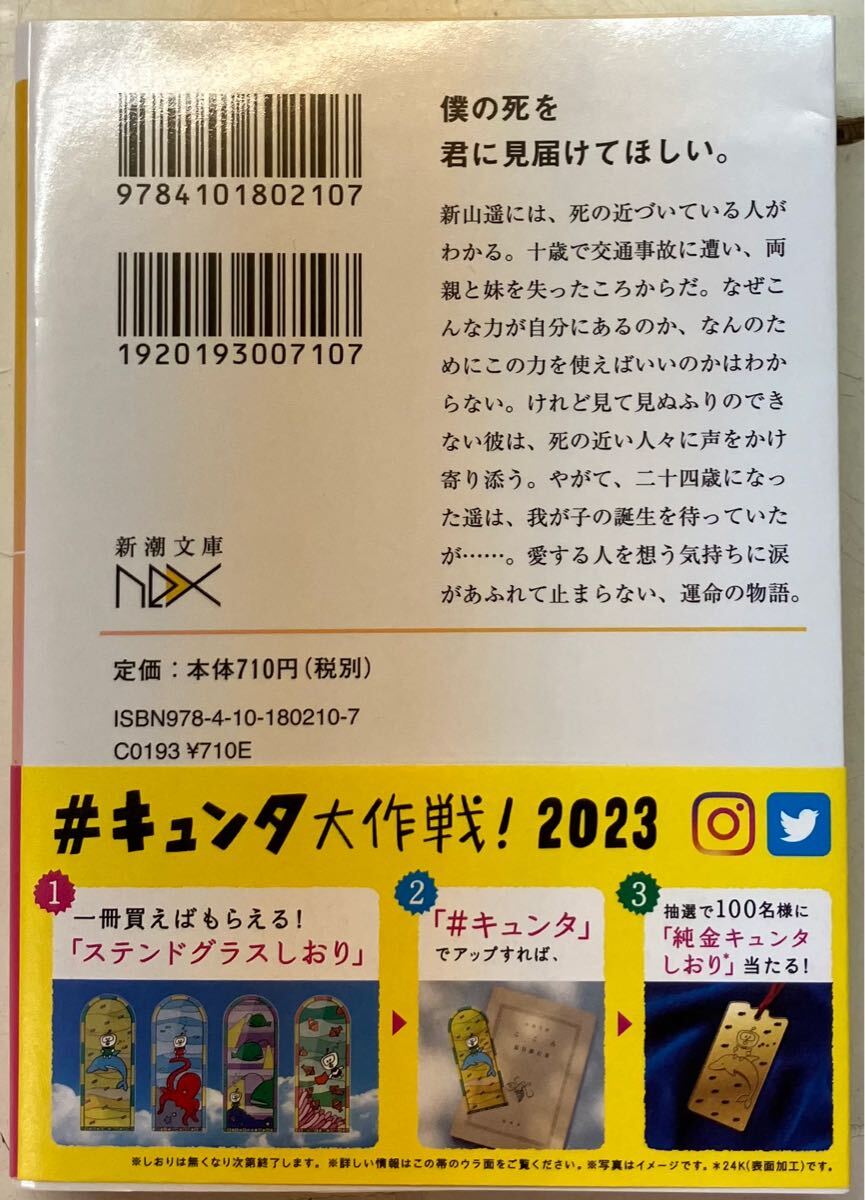 9784101802107
1920193007107
新潮文庫
nex
僕の死を
君に見届けてほしい。
新山遥には、死の近づいている人が
わかる。十歳で交通事故に遭い、両
親と妹を失ったころからだ。なぜこ
んな力が自分にあるのか、なんのた
めにこの力を使えばいいのかはわか
らない。けれど見て見ぬふりのでき
ない彼は、死の近い人々に声をかけ
寄り添う。やがて、二十四歳になっ
た遥は、我が子の誕生を待っていた
が……。愛する人を想う気持ちに涙
があふれて止まらない、運命の物語。
定価：本体710円（税別）
ISBN978-4-10-180210-7
C0193 ¥710E
#キュンタ大作戦！2023
1
一冊買えばもらえる！
「ステンドグラスしおり」
2
「#キュンタ」
でアップすれば、
3
抽選で100名様に
「純金キュンタ
しおり*」当たる！
※しおりは無くなり次第終了します。※詳しい情報はこの帯のウラ面をご覧ください。※写真はイメージです。*24K(表面加工)です。